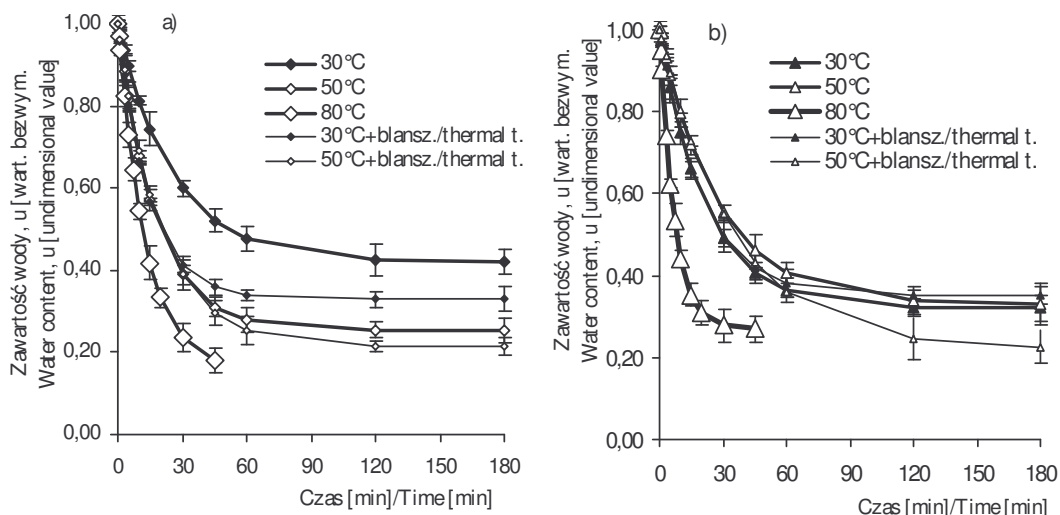 a)
Zawartość wody, u [wart. bezwym.
Water content, u [undimensional value]
1,00
0,80
0,60
0,40
0,20
0,00
30°C
50°C
80°C
30°C+blansz./thermal t.
50°C+blansz./thermal t.
0 30 60 90 120 150 180
Czas [min]/Time [min]
b)
Zawartość wody, u [wart. bezwym.
Water content, u [undimensional value]
1,00
0,80
0,60
0,40
0,20
0,00
30°C
50°C
80°C
30°C+blansz./thermal t.
50°C+blansz./thermal t.
0 30 60 90 120 150 180
Czas [min]/Time [min]